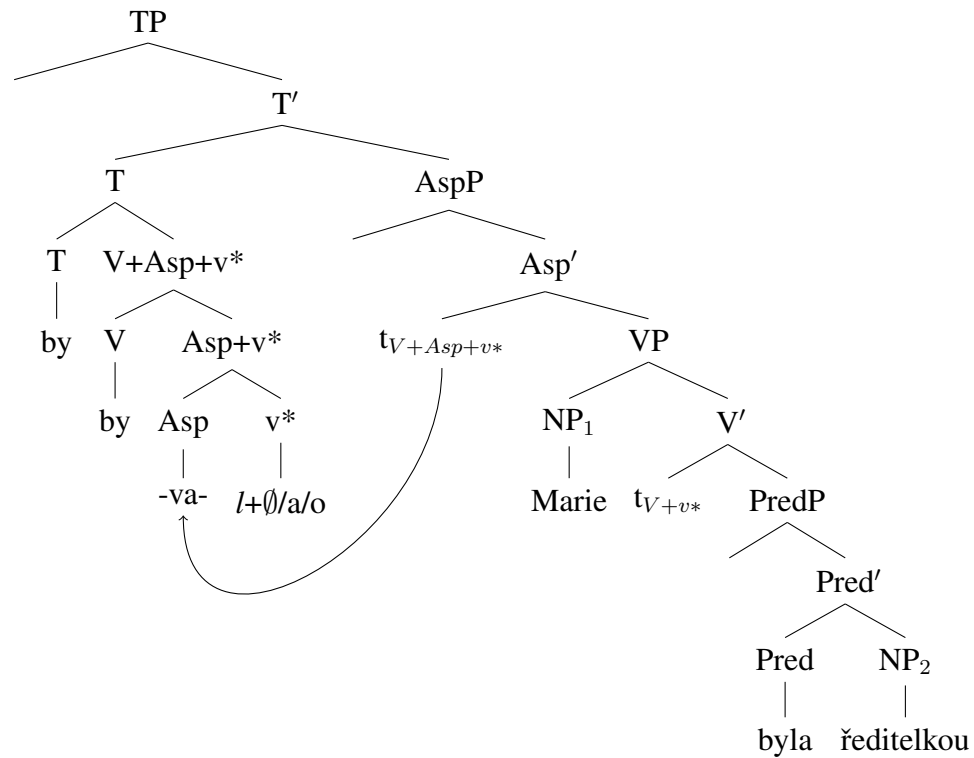 TP
T′
T AspP
T V+Asp+v* Asp′
by V Asp+v* t_{V+Asp+v*} VP
by Asp v* NP₁ V′
-va- l+∅/a/o Marie t_{V+v*} PredP
Pred′
Pred NP₂
byla ředitelkou